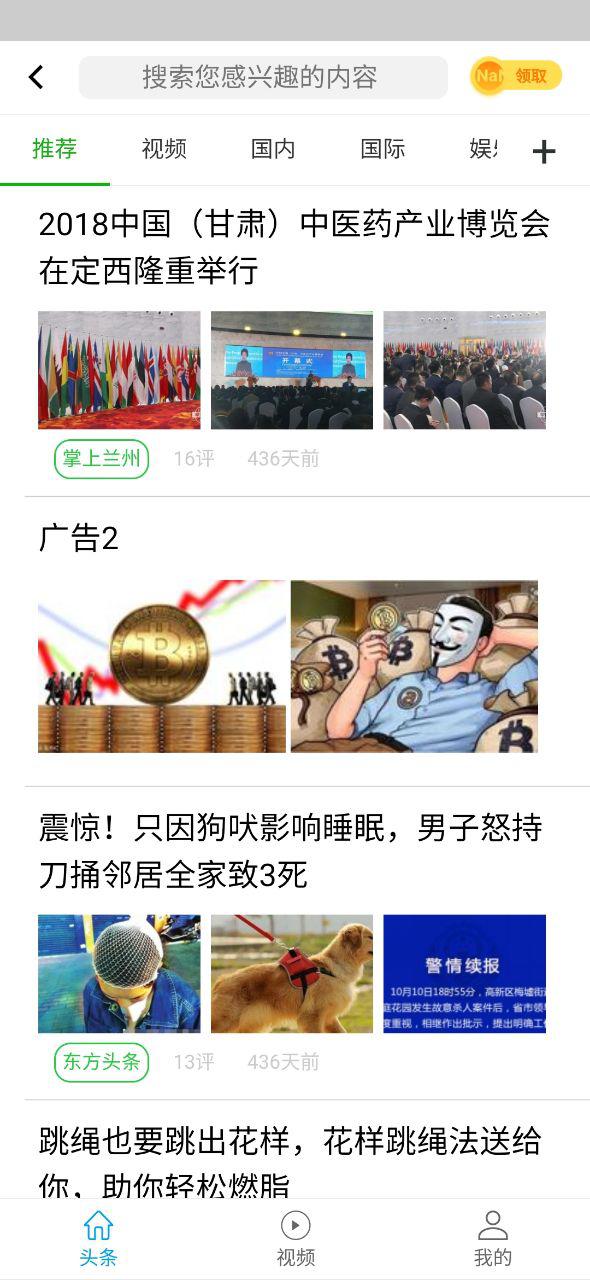 搜索您感兴趣的内容
NaN
领取
推荐
视频
国内
国际
+
2018中国（甘肃）中医药产业博览会
在定西隆重举行
开幕式
掌上兰州
16评
436天前
广告2
震惊！只因狗吠影响睡眠，男子怒持
刀捅邻居全家致3死
警情续报
10月10日18时55分，高新区梅墟街
庭花园发生故意杀人案件后，省市领
度重视，相继作出批示，提出明确工
东方头条
13评
436天前
跳绳也要跳出花样，花样跳绳法送给
你，助你轻松燃脂
头条
视频
我的